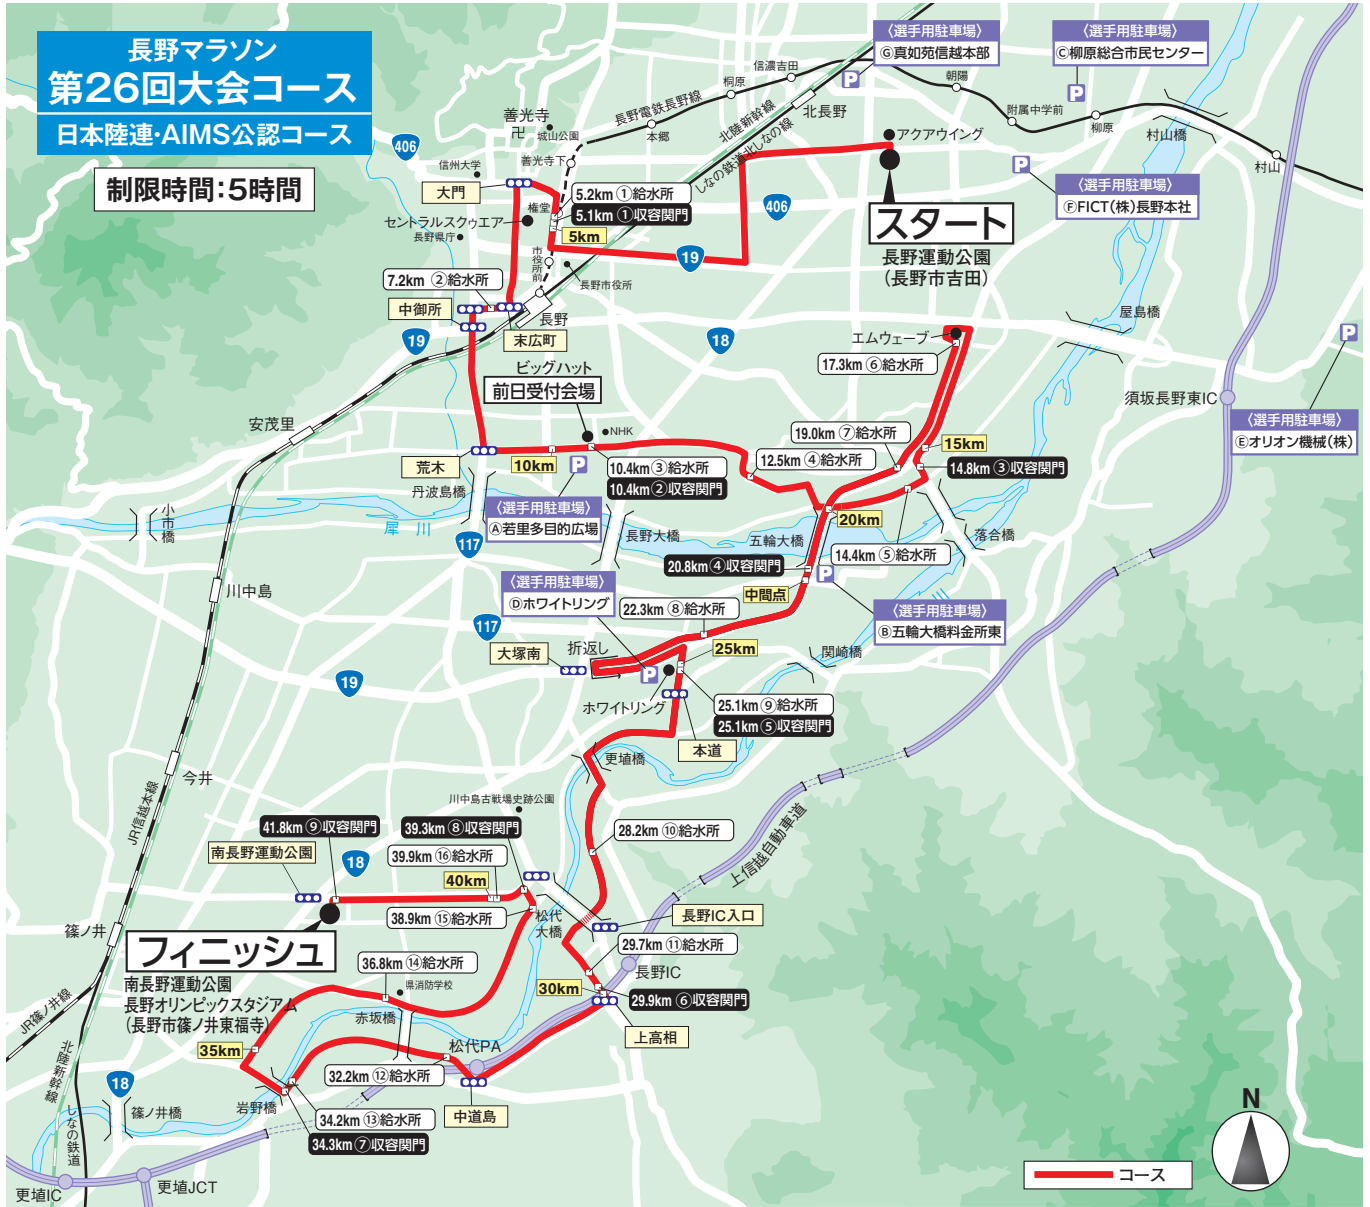 長野マラソン
第26回大会コース
日本陸連・AIMS公認コース
制限時間：5時間
〈選手用駐車場〉
Ⓖ真如苑信越本部
〈選手用駐車場〉
Ⓒ柳原総合市民センター
信濃吉田
桐原
朝陽
附属中学前
柳原
村山橋
村山
北長野
長野電鉄長野線
北陸新幹線
しなの鉄道北しなの線
本郷
善光寺
卍
城山公園
善光寺下
406
信州大学
大門
権堂
5.2km ①給水所
5.1km ①収容関門
5km
セントラルスクゥエア
長野県庁
市役所前
長野市役所
19
406
アクアウイング
スタート
長野運動公園
（長野市吉田）
〈選手用駐車場〉
ⒻFICT(株)長野本社
7.2km ②給水所
中御所
19
長野
末広町
18
屋島橋
エムウェーブ
17.3km ⑥給水所
須坂長野東IC
〈選手用駐車場〉
Ⓔオリオン機械(株)
ビッグハット
前日受付会場
安茂里
NHK
荒木
10km
10.4km ③給水所
10.4km ②収容関門
12.5km ④給水所
19.0km ⑦給水所
15km
14.8km ③収容関門
丹波島橋
小市橋
犀川
〈選手用駐車場〉
Ⓐ若里多目的広場
117
長野大橋
五輪大橋
20km
14.4km ⑤給水所
落合橋
20.8km ④収容関門
中間点
川
川中島
〈選手用駐車場〉
Ⓓホワイトリング
22.3km ⑧給水所
〈選手用駐車場〉
Ⓑ五輪大橋料金所東
117
大塚南
折返し
25km
関崎橋
19
ホワイトリング
25.1km ⑨給水所
25.1km ⑤収容関門
本道
更埴橋
今井
JR信越本線
川中島古戦場史跡公園
41.8km ⑨収容関門
39.3km ⑧収容関門
28.2km ⑩給水所
上信越自動車道
南長野運動公園
18
39.9km ⑯給水所
40km
38.9km ⑮給水所
松代大橋
長野IC入口
篠ノ井
フィニッシュ
南長野運動公園
長野オリンピックスタジアム
（長野市篠ノ井東福寺）
36.8km ⑭給水所
県消防学校
29.7km ⑪給水所
長野IC
30km
29.9km ⑥収容関門
上高相
JR篠ノ井線
赤坂橋
35km
松代PA
北陸新幹線
32.2km ⑫給水所
18
岩野橋
篠ノ井橋
34.2km ⑬給水所
34.3km ⑦収容関門
中道島
しなの鉄道
更埴IC
更埴JCT
N
コース
P
P
P
P
P
P
P